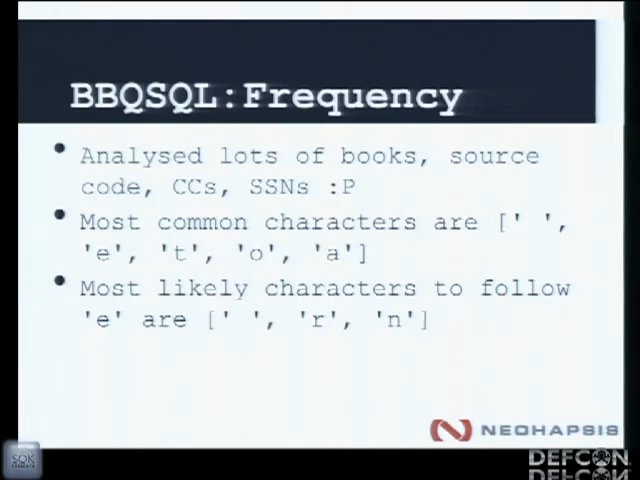 BBQSQL:Frequency
• Analysed lots of books, source
code, CCs, SSNs :P
• Most common characters are [' ',
'e', 't', 'o', 'a']
• Most likely characters to follow
'e' are [' ', 'r', 'n']
NEOHAPSIS
SOK
DEFCON